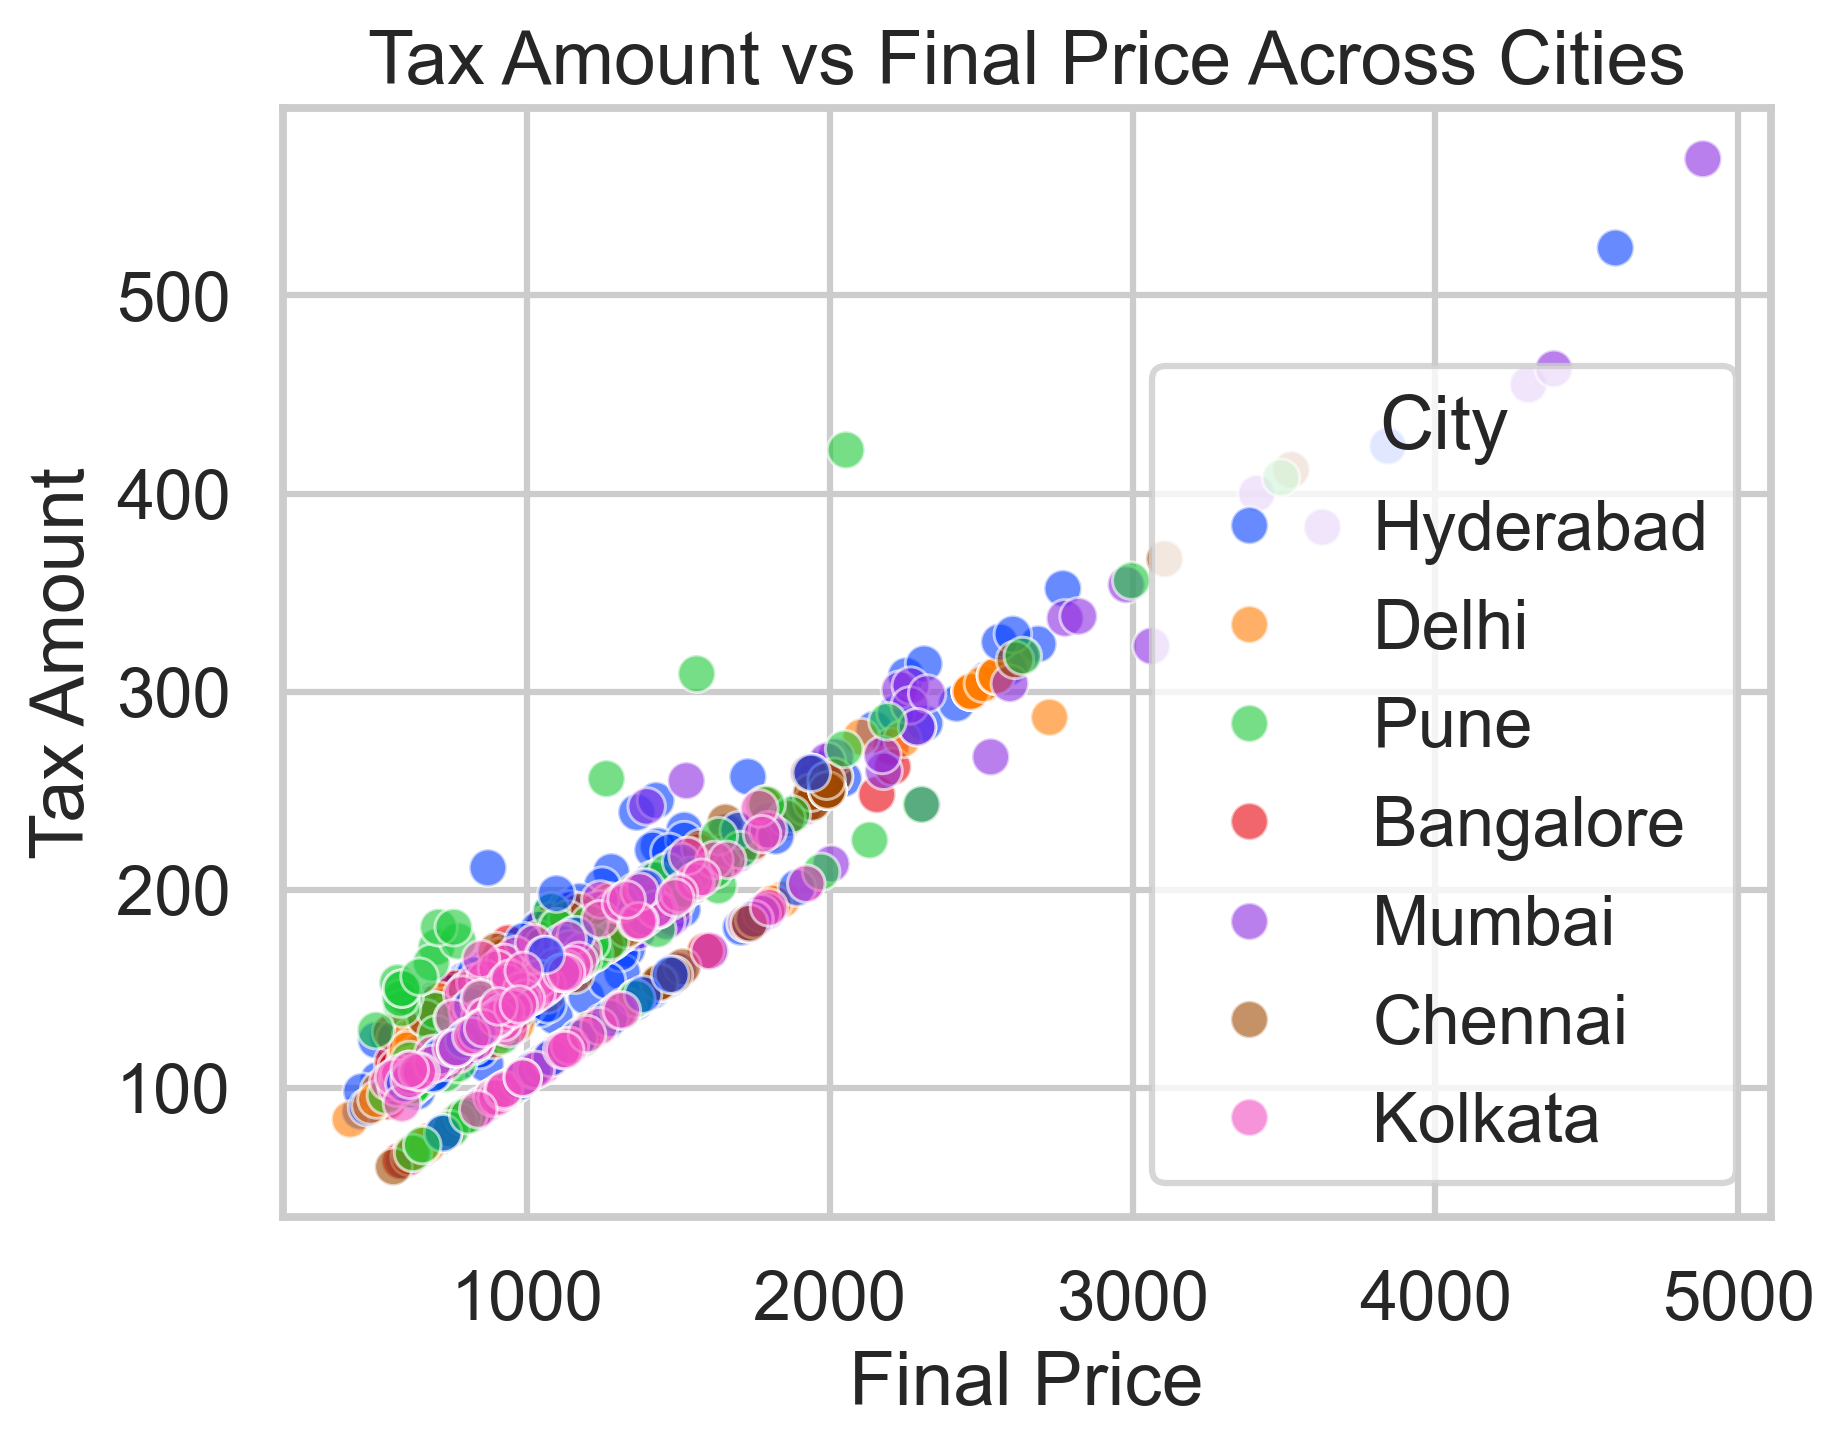 Tax Amount vs Final Price Across Cities
Tax Amount
500
400
300
200
100
City
Hyderabad
Delhi
Pune
Bangalore
Mumbai
Chennai
Kolkata
1000 2000 3000 4000 5000
Final Price